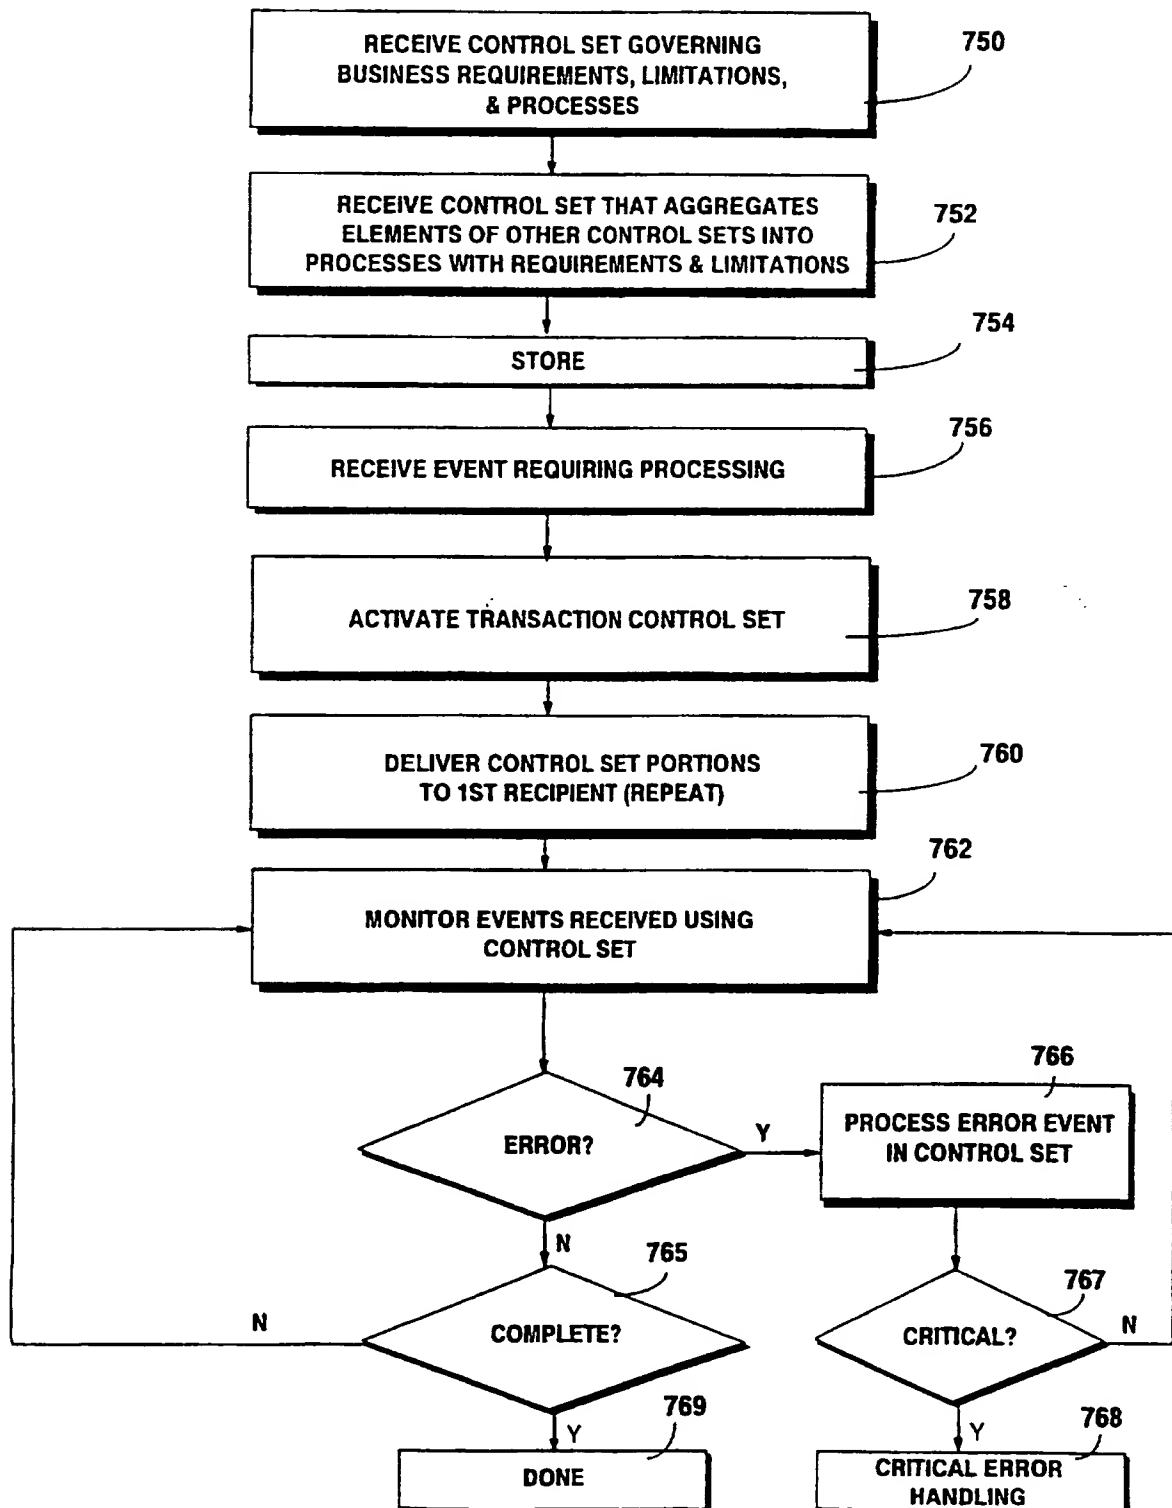 RECEIVE CONTROL SET GOVERNING
BUSINESS REQUIREMENTS, LIMITATIONS,
& PROCESSES
750
RECEIVE CONTROL SET THAT AGGREGATES
ELEMENTS OF OTHER CONTROL SETS INTO
PROCESSES WITH REQUIREMENTS & LIMITATIONS
752
STORE
754
RECEIVE EVENT REQUIRING PROCESSING
756
ACTIVATE TRANSACTION CONTROL SET
758
DELIVER CONTROL SET PORTIONS
TO 1ST RECIPIENT (REPEAT)
760
MONITOR EVENTS RECEIVED USING
CONTROL SET
762
ERROR?
764
Y
PROCESS ERROR EVENT
IN CONTROL SET
766
N
COMPLETE?
765
N
CRITICAL?
767
N
Y
DONE
769
Y
CRITICAL ERROR
HANDLING
768